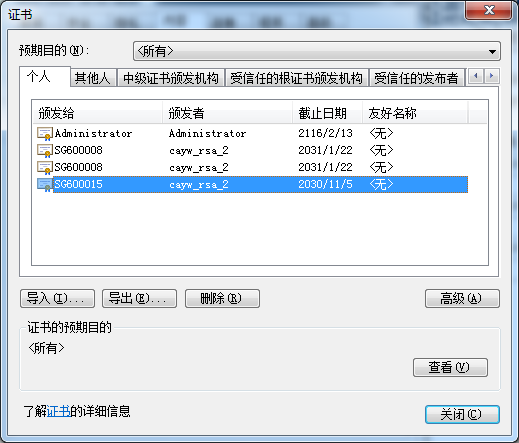 证书
预期目的(N): <所有>
个人 其他人 中级证书颁发机构 受信任的根证书颁发机构 受信任的发布者
颁发给 颁发者 截止日期 友好名称
Administrator Administrator 2116/2/13 <无>
SG600008 cayw_rsa_2 2031/1/22 <无>
SG600008 cayw_rsa_2 2031/1/22 <无>
SG600015 cayw_rsa_2 2030/11/5 <无>
导入(I)... 导出(E)... 删除(R) 高级(A)
证书的预期目的
<所有>
查看(V)
了解证书的详细信息
关闭(C)